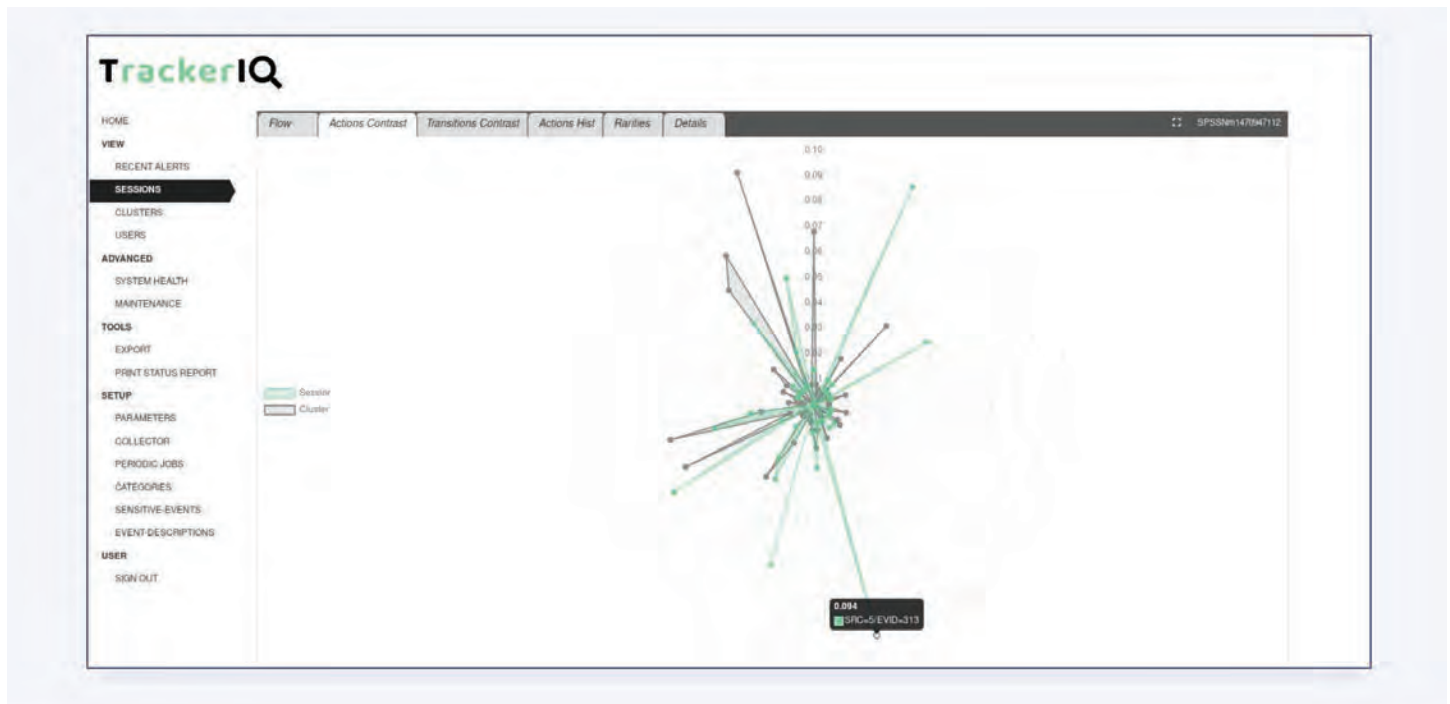 TrackerIQ
HOME
VIEW
RECENT ALERTS
SESSIONS
CLUSTERS
USERS
ADVANCED
SYSTEM HEALTH
MAINTENANCE
TOOLS
EXPORT
PRINT STATUS REPORT
SETUP
PARAMETERS
COLLECTOR
PERIODIC JOBS
CATEGORIES
SENSITIVE-EVENTS
EVENT-DESCRIPTIONS
USER
SIGN OUT
Flow Actions Contrast Transitions Contrast Actions Hist Rarities Details SPSSNm1470947112
0.10
0.09
0.08
0.07
0.06
0.05
0.04
0.03
0.02
Session
Cluster
0.094
SRC=5/EVID=313